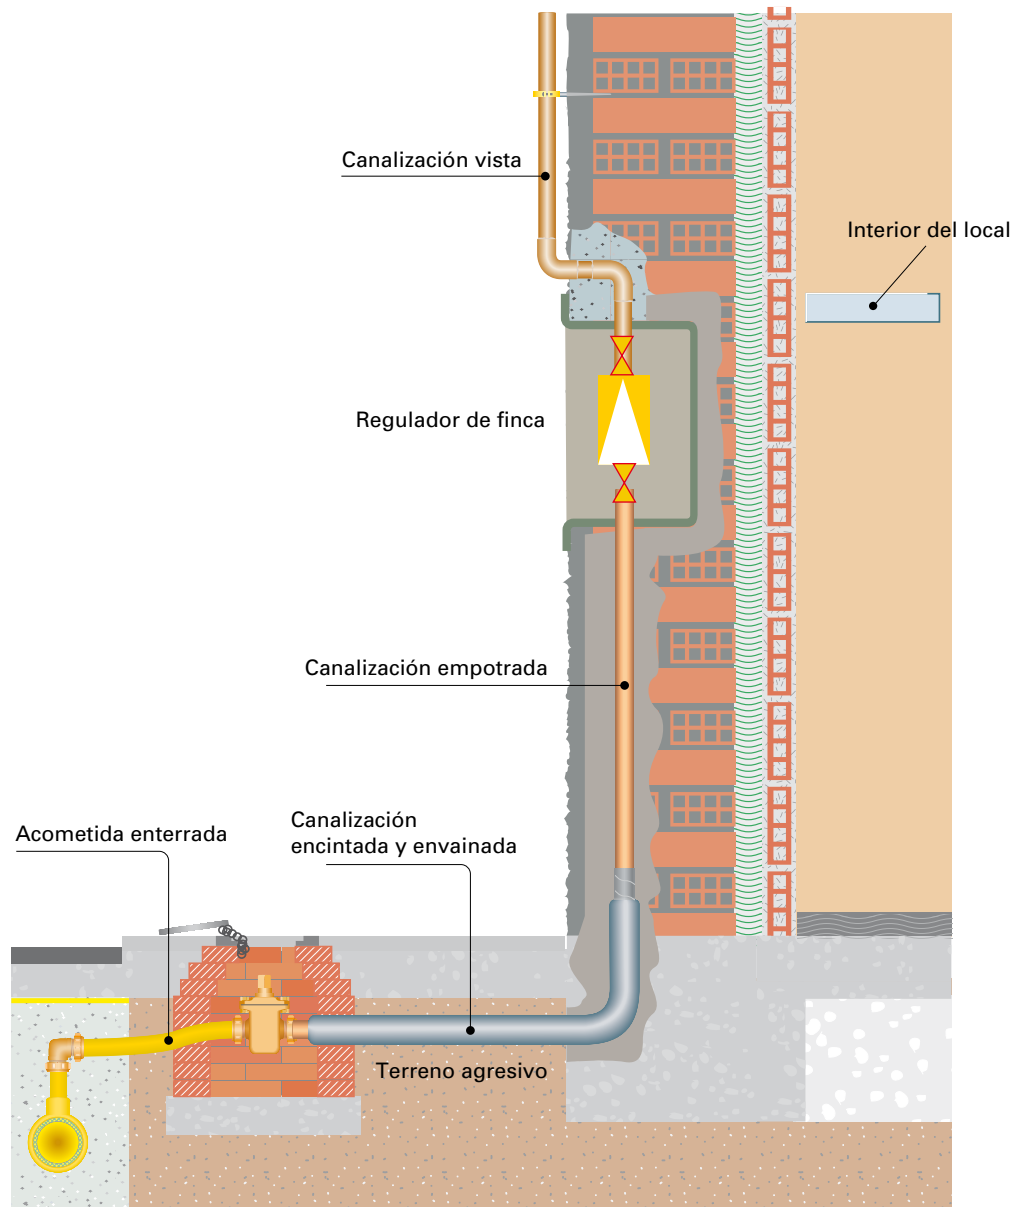 Canalización vista
Interior del local
Regulador de finca
Canalización empotrada
Acometida enterrada
Canalización
encintada y envainada
Terreno agresivo